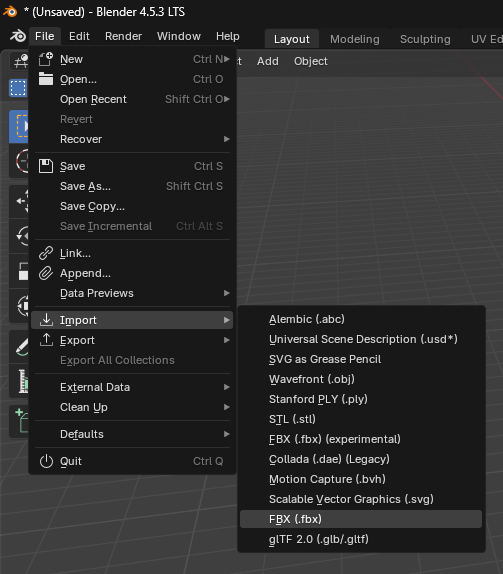 * (Unsaved) - Blender 4.5.3 LTS
File Edit Render Window Help Layout Modeling Sculpting UV Ed
t Add Object
New Ctrl N
Open... Ctrl O
Open Recent Shift Ctrl O
Revert
Recover
Save Ctrl S
Save As... Shift Ctrl S
Save Copy...
Save Incremental Ctrl Alt S
Link...
Append...
Data Previews
Import
Export
Export All Collections
External Data
Clean Up
Defaults
Quit Ctrl Q
Alembic (.abc)
Universal Scene Description (.usd*)
SVG as Grease Pencil
Wavefront (.obj)
Stanford PLY (.ply)
STL (.stl)
FBX (.fbx) (experimental)
Collada (.dae) (Legacy)
Motion Capture (.bvh)
Scalable Vector Graphics (.svg)
FBX (.fbx)
glTF 2.0 (.glb/.gltf)